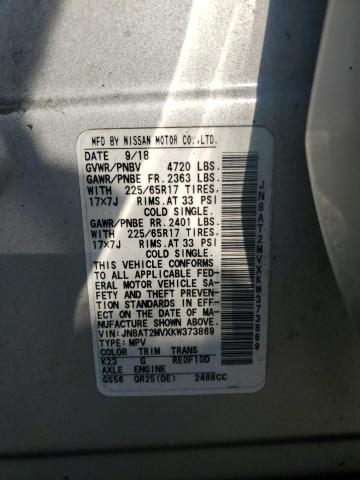 MFD BY NISSAN MOTOR CO.,LTD.
DATE 9/18
GVWR/PNBV 4720 LBS.
GAWR/PNBE FR. 2363 LBS.
WITH 225/65R17 TIRES.
17X7J RIMS. AT 33 PSI
COLD SINGLE.
GAWR/PNBE RR. 2401 LBS.
WITH 225/65R17 TIRES.
17X7J RIMS. AT 33 PSI
COLD SINGLE.
THIS VEHICLE CONFORMS
TO ALL APPLICABLE FED-
ERAL MOTOR VEHICLE SA-
FETY AND THEFT PREVEN-
TION STANDARDS IN EFF-
ECT ON THE DATE OF MA-
NUFACTURE SHOWN ABOVE.
VIN:JN8AT2MVXKW373869
TYPE:MPV
COLOR TRIM TRANS
K23 G RE0F10D
AXLE ENGINE
GS56 QR25(DE) 2488CC
JN8AT2MVXKW373869